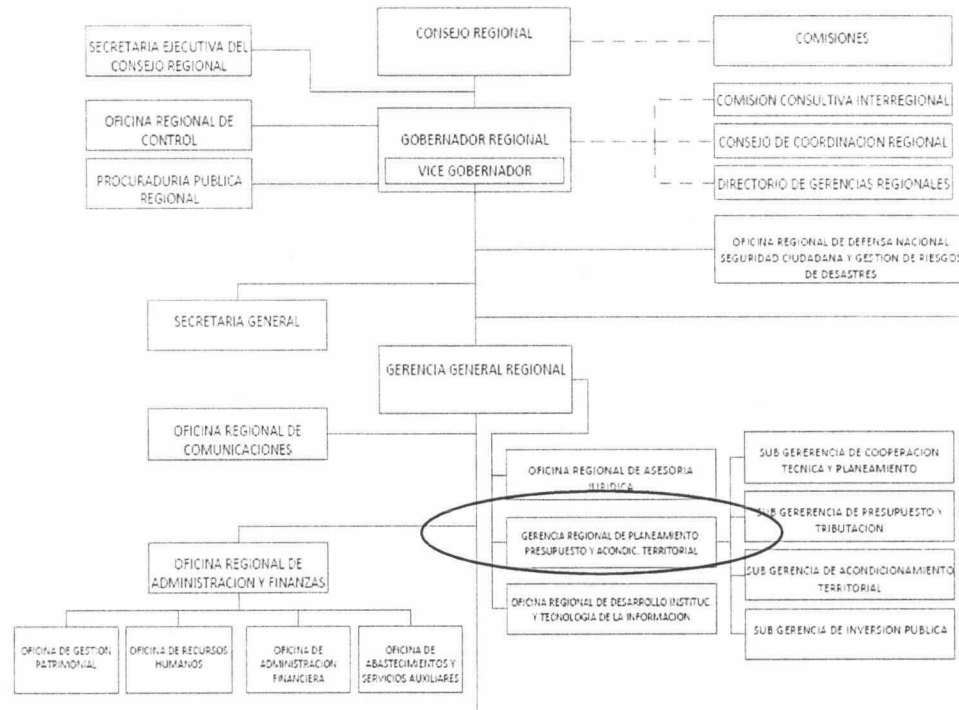 CONSEJO REGIONAL
COMISIONES
SECRETARIA EJECUTIVA DEL
CONSEJO REGIONAL
COMISION CONSULTIVA INTERREGIONAL
OFICINA REGIONAL DE
CONTROL
GOBERNADOR REGIONAL
VICE GOBERNADOR
CONSEJO DE COORDINACION REGIONAL
PROCURADURIA PUBLICA
REGIONAL
DIRECTORIO DE GERENCIAS REGIONALES
OFICINA REGIONAL DE DEFENSA NACIONAL
SEGURIDAD CIUDADANA Y GESTION DE RIESGOS
DE DESASTRES
SECRETARIA GENERAL
GERENCIA GENERAL REGIONAL
OFICINA REGIONAL DE
COMUNICACIONES
OFICINA REGIONAL DE ASESORIA
JURIDICA
SUB GERERENCIA DE COOPERACION
TECNICA Y PLANEAMIENTO
GERENCIA REGIONAL DE PLANEAMIENTO
PRESUPUESTO Y ACONDIC. TERRITORIAL
SUB GERERENCIA DE PRESUPUESTO Y
TRIBUTACION
OFICINA REGIONAL DE
ADMINISTRACION Y FINANZAS
SUB GERENCIA DE ACONDICIONAMIENTO
TERRITORIAL
OFICINA REGIONAL DE DESARROLLO INSTITUC.
Y TECNOLOGIA DE LA INFORMACION
SUB GERENCIA DE INVERSION PUBLICA
OFICINA DE GESTION
PATRIMONIAL
OFICINA DE RECURSOS
HUMANOS
OFICINA DE
ADMINISTRACION
FINANCIERA
OFICINA DE
ABASTECIMIENTOS Y
SERVICIOS AUXILIARES